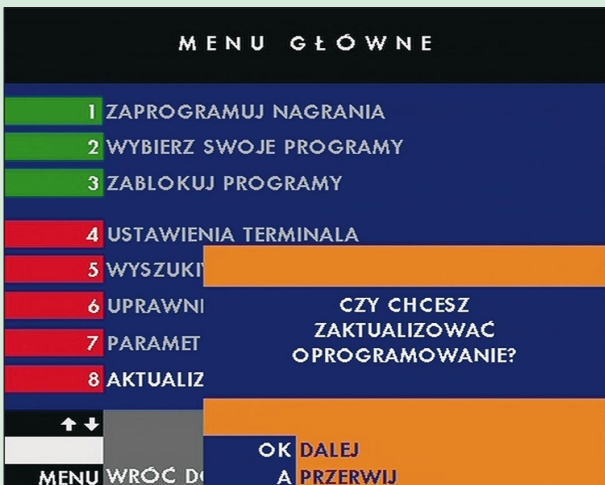 MENU GŁÓWNE
1 ZAPROGRAMUJ NAGRANIA
2 WYBIERZ SWOJE PROGRAMY
3 ZABLOKUJ PROGRAMY
4 USTAWIENIA TERMINALA
5 WYSZUKI
6 UPRAWNI
7 PARAMET
8 AKTUALIZ
CZY CHCESZ
ZAKTUALIZOWAĆ
OPROGRAMOWANIE?
OK DALEJ
A PRZERWIJ
MENU WRÓĆ DO